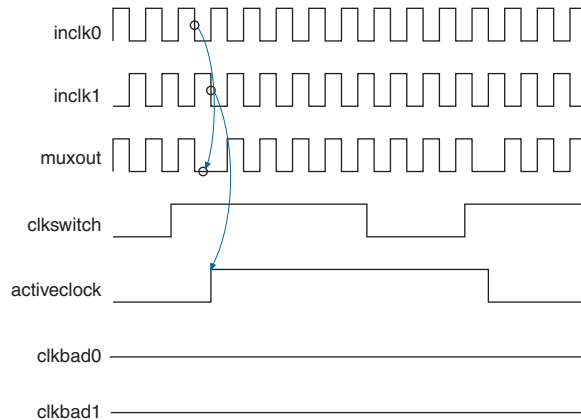 inclk0
inclk1
muxout
clkswitch
activeclock
clkbad0
clkbad1